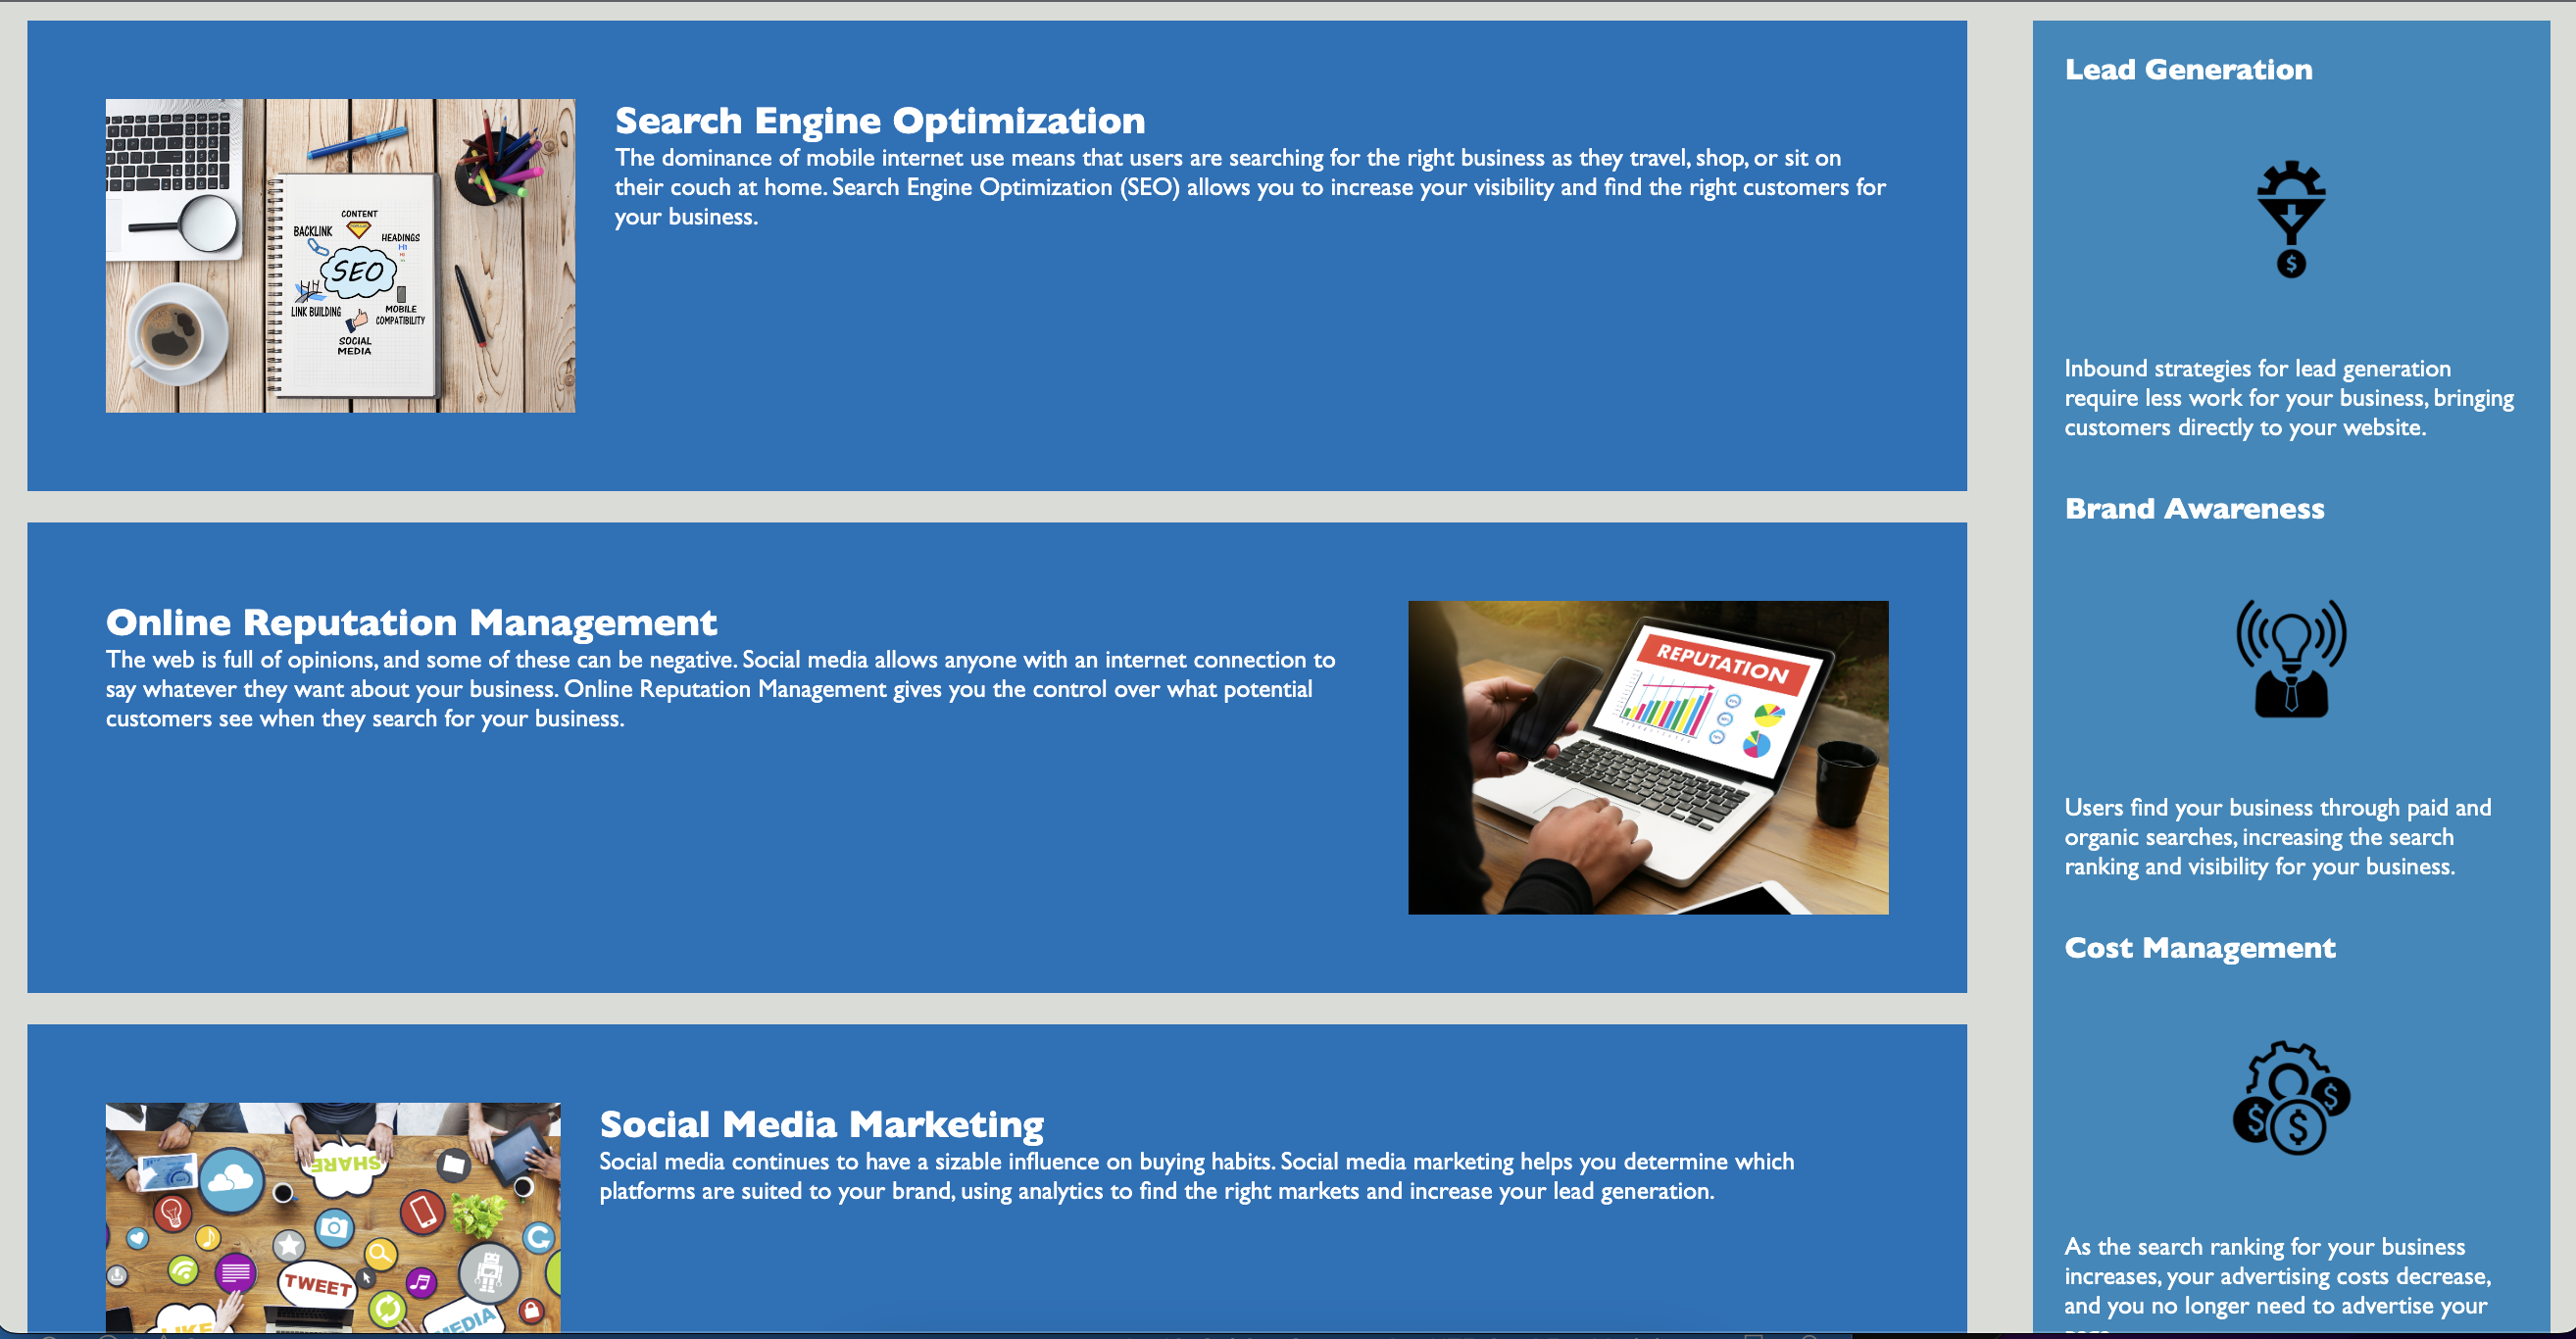 Search Engine Optimization
The dominance of mobile internet use means that users are searching for the right business as they travel, shop, or sit on
their couch at home. Search Engine Optimization (SEO) allows you to increase your visibility and find the right customers for
your business.
CONTENT
BACKLINK
HEADINGS
H1
SEO
LINK BUILDING
MOBILE
COMPATIBILITY
SOCIAL
MEDIA
Online Reputation Management
The web is full of opinions, and some of these can be negative. Social media allows anyone with an internet connection to
say whatever they want about your business. Online Reputation Management gives you the control over what potential
customers see when they search for your business.
REPUTATION
Social Media Marketing
Social media continues to have a sizable influence on buying habits. Social media marketing helps you determine which
platforms are suited to your brand, using analytics to find the right markets and increase your lead generation.
SHARE
TWEET
LIKE
MEDIA
Lead Generation
$
Inbound strategies for lead generation
require less work for your business, bringing
customers directly to your website.
Brand Awareness
Users find your business through paid and
organic searches, increasing the search
ranking and visibility for your business.
Cost Management
$ $ $
As the search ranking for your business
increases, your advertising costs decrease,
and you no longer need to advertise your